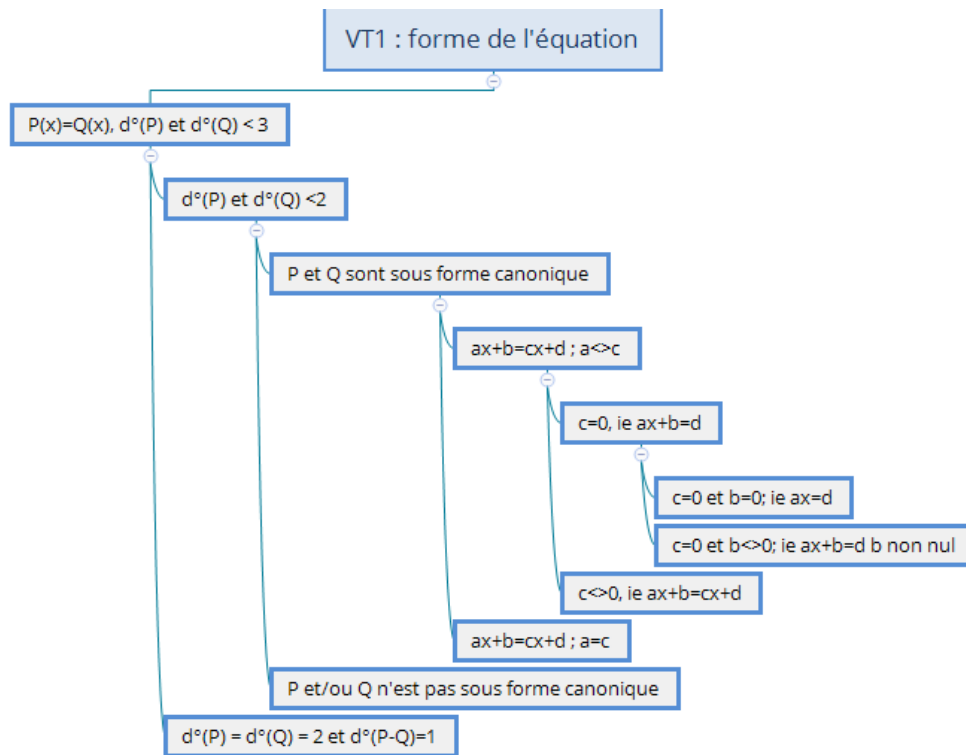 VT1 : forme de l'équation
P(x)=Q(x), d°(P) et d°(Q) < 3
d°(P) et d°(Q) <2
P et Q sont sous forme canonique
ax+b=cx+d ; a<>c
c=0, ie ax+b=d
c=0 et b=0; ie ax=d
c=0 et b<>0; ie ax+b=d b non nul
c<>0, ie ax+b=cx+d
ax+b=cx+d ; a=c
P et/ou Q n'est pas sous forme canonique
d°(P) = d°(Q) = 2 et d°(P-Q)=1